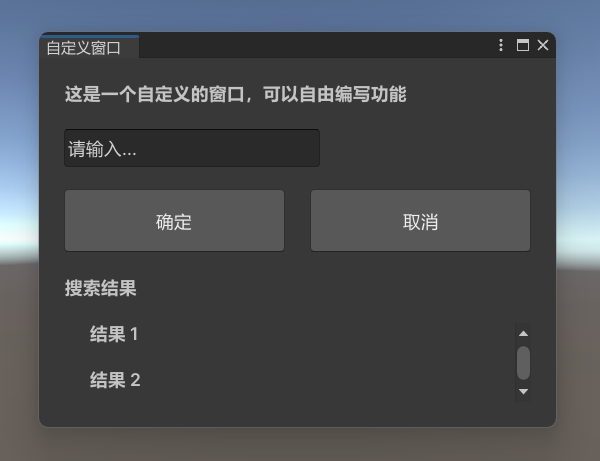 自定义窗口
这是一个自定义的窗口，可以自由编写功能
请输入...
确定
取消
搜索结果
结果 1
结果 2